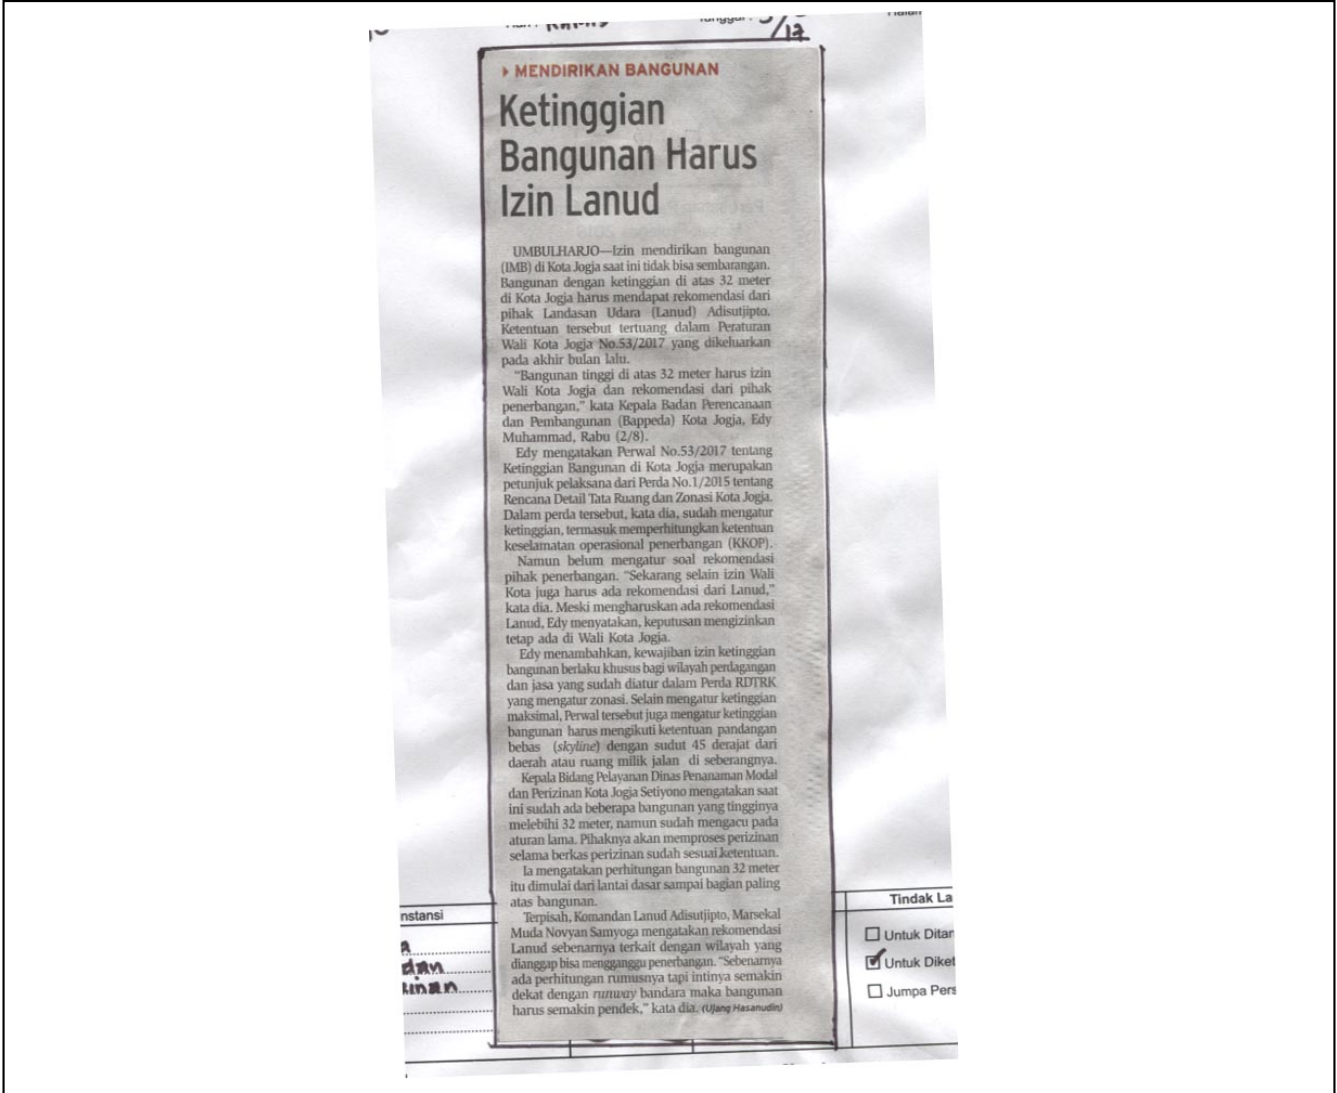 /17
MENDIRIKAN BANGUNAN
Ketinggian
Bangunan Harus
Izin Lanud
UMBULHARJO—Izin mendirikan bangunan
(IMB) di Kota Jogja saat ini tidak bisa sembarangan.
Bangunan dengan ketinggian di atas 32 meter
di Kota Jogja harus mendapat rekomendasi dari
pihak Landasan Udara (Lanud) Adisutjipto.
Ketentuan tersebut tertuang dalam Peraturan
Wali Kota Jogja No.53/2017 yang dikeluarkan
pada akhir bulan lalu.
"Bangunan tinggi di atas 32 meter harus izin
Wali Kota Jogja dan rekomendasi dari pihak
penerbangan," kata Kepala Badan Perencanaan
dan Pembangunan (Bappeda) Kota Jogja, Edy
Muhammad, Rabu (2/8).
Edy mengatakan Perwal No.53/2017 tentang
Ketinggian Bangunan di Kota Jogja merupakan
petunjuk pelaksana dari Perda No.1/2015 tentang
Rencana Detail Tata Ruang dan Zonasi Kota Jogja.
Dalam perda tersebut, kata dia, sudah mengatur
ketinggian, termasuk memperhitungkan ketentuan
keselamatan operasional penerbangan (KKOP).
Namun belum mengatur soal rekomendasi
pihak penerbangan. "Sekarang selain izin Wali
Kota juga harus ada rekomendasi dari Lanud,"
kata dia. Meski mengharuskan ada rekomendasi
Lanud, Edy menyatakan, keputusan mengizinkan
tetap ada di Wali Kota Jogja.
Edy menambahkan, kewajiban izin ketinggian
bangunan berlaku khusus bagi wilayah perdagangan
dan jasa yang sudah diatur dalam Perda RDTRK
yang mengatur zonasi. Selain mengatur ketinggian
maksimal, Perwal tersebut juga mengatur ketinggian
bangunan harus mengikuti ketentuan pandangan
bebas (skyline) dengan sudut 45 derajat dari
daerah atau ruang milik jalan di seberangnya.
Kepala Bidang Pelayanan Dinas Penanaman Modal
dan Perizinan Kota Jogja Setiyono mengatakan saat
ini sudah ada beberapa bangunan yang tingginya
melebihi 32 meter, namun sudah mengacu pada
aturan lama. Pihaknya akan memproses perizinan
selama berkas perizinan sudah sesuai ketentuan.
Ia mengatakan perhitungan bangunan 32 meter
itu dimulai dari lantai dasar sampai bagian paling
atas bangunan.
Terpisah, Komandan Lanud Adisutjipto, Marsekal
Muda Novyan Samyoga mengatakan rekomendasi
Lanud sebenarnya terkait dengan wilayah yang
dianggap bisa mengganggu penerbangan. "Sebenarnya
ada perhitungan rumusnya tapi intinya semakin
dekat dengan runway bandara maka bangunan
harus semakin pendek," kata dia. (Ujang Hasanudin)
nstansi
a
dan
inan
Tindak La
Untuk Ditar
Untuk Diket
Jumpa Pers